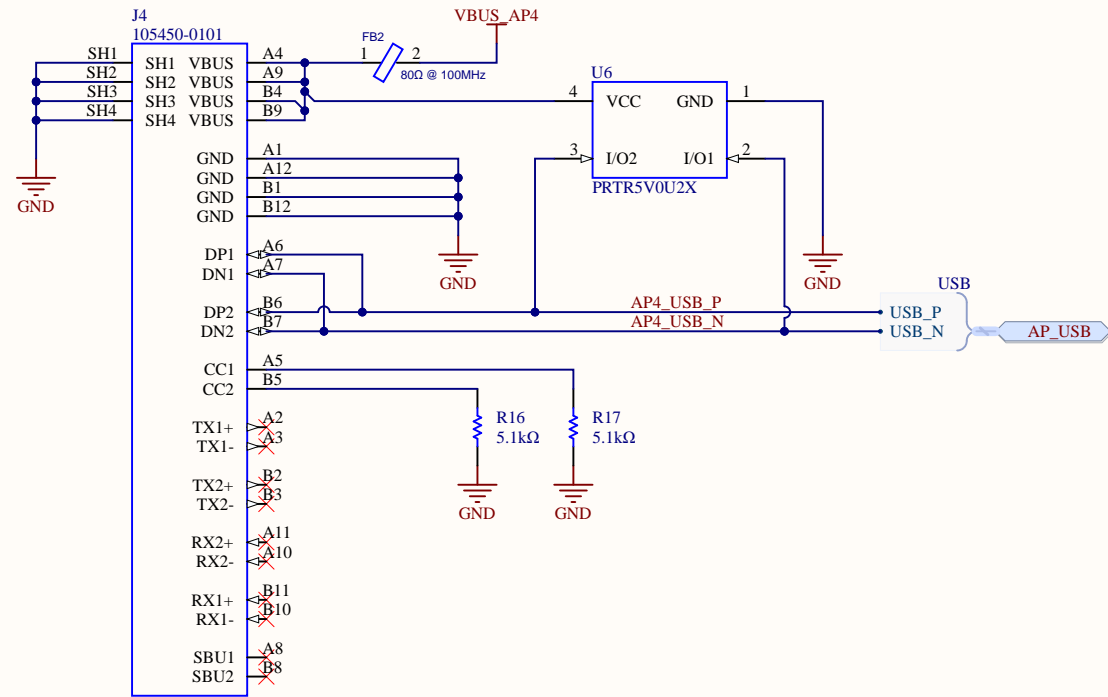 J4
105450-0101
VBUS_AP4
FB2
1 2
80Ω @ 100MHz
U6
SH1 SH1 VBUS A4
SH2 SH2 VBUS A9
SH3 SH3 VBUS B4
SH4 SH4 VBUS B9
4 VCC GND 1
3 I/O2 I/O1 2
PRTR5V0U2X
GND A1
GND A12
GND B1
GND B12
GND
GND
GND
DP1 A6
DN1 A7
DP2 B6
DN2 B7
AP4_USB_P
AP4_USB_N
USB
USB_P
USB_N
AP_USB
CC1 A5
CC2 B5
R16
5.1kΩ
R17
5.1kΩ
GND
GND
TX1+ A2
TX1- A3
TX2+ B2
TX2- B3
RX2+ A11
RX2- A10
RX1+ B11
RX1- B10
SBU1 A8
SBU2 B8